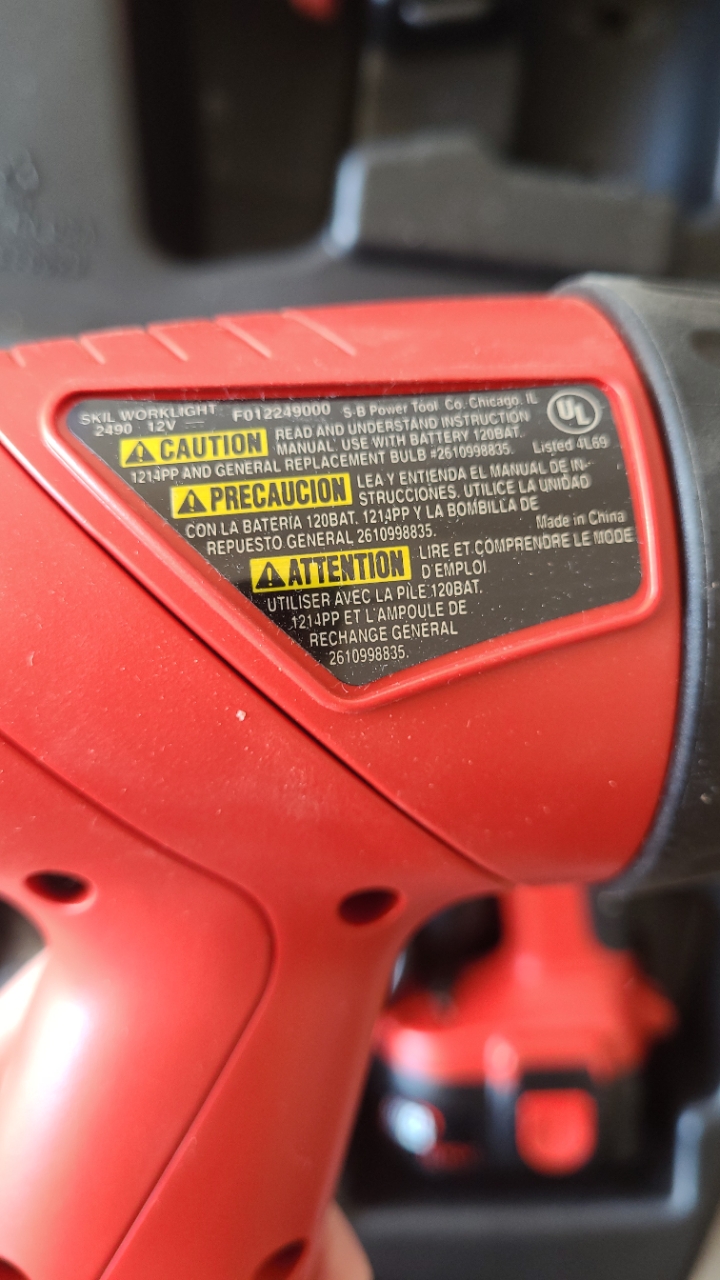 SKIL WORKLIGHT F012249000 S-B Power Tool Co. Chicago, IL
2490 12V ⎓
UL
Listed 4L69
CAUTION READ AND UNDERSTAND INSTRUCTION
MANUAL. USE WITH BATTERY 120BAT.
1214PP AND GENERAL REPLACEMENT BULB #2610998835.
PRECAUCION LEA Y ENTIENDA EL MANUAL DE IN-
STRUCCIONES. UTILICE LA UNIDAD
CON LA BATERIA 120BAT. 1214PP Y LA BOMBILLA DE
REPUESTO GENERAL 2610998835.
Made in China
ATTENTION LIRE ET COMPRENDRE LE MODE
D'EMPLOI
UTILISER AVEC LA PILE 120BAT.
1214PP ET L'AMPOULE DE
RECHANGE GENERAL
2610998835.